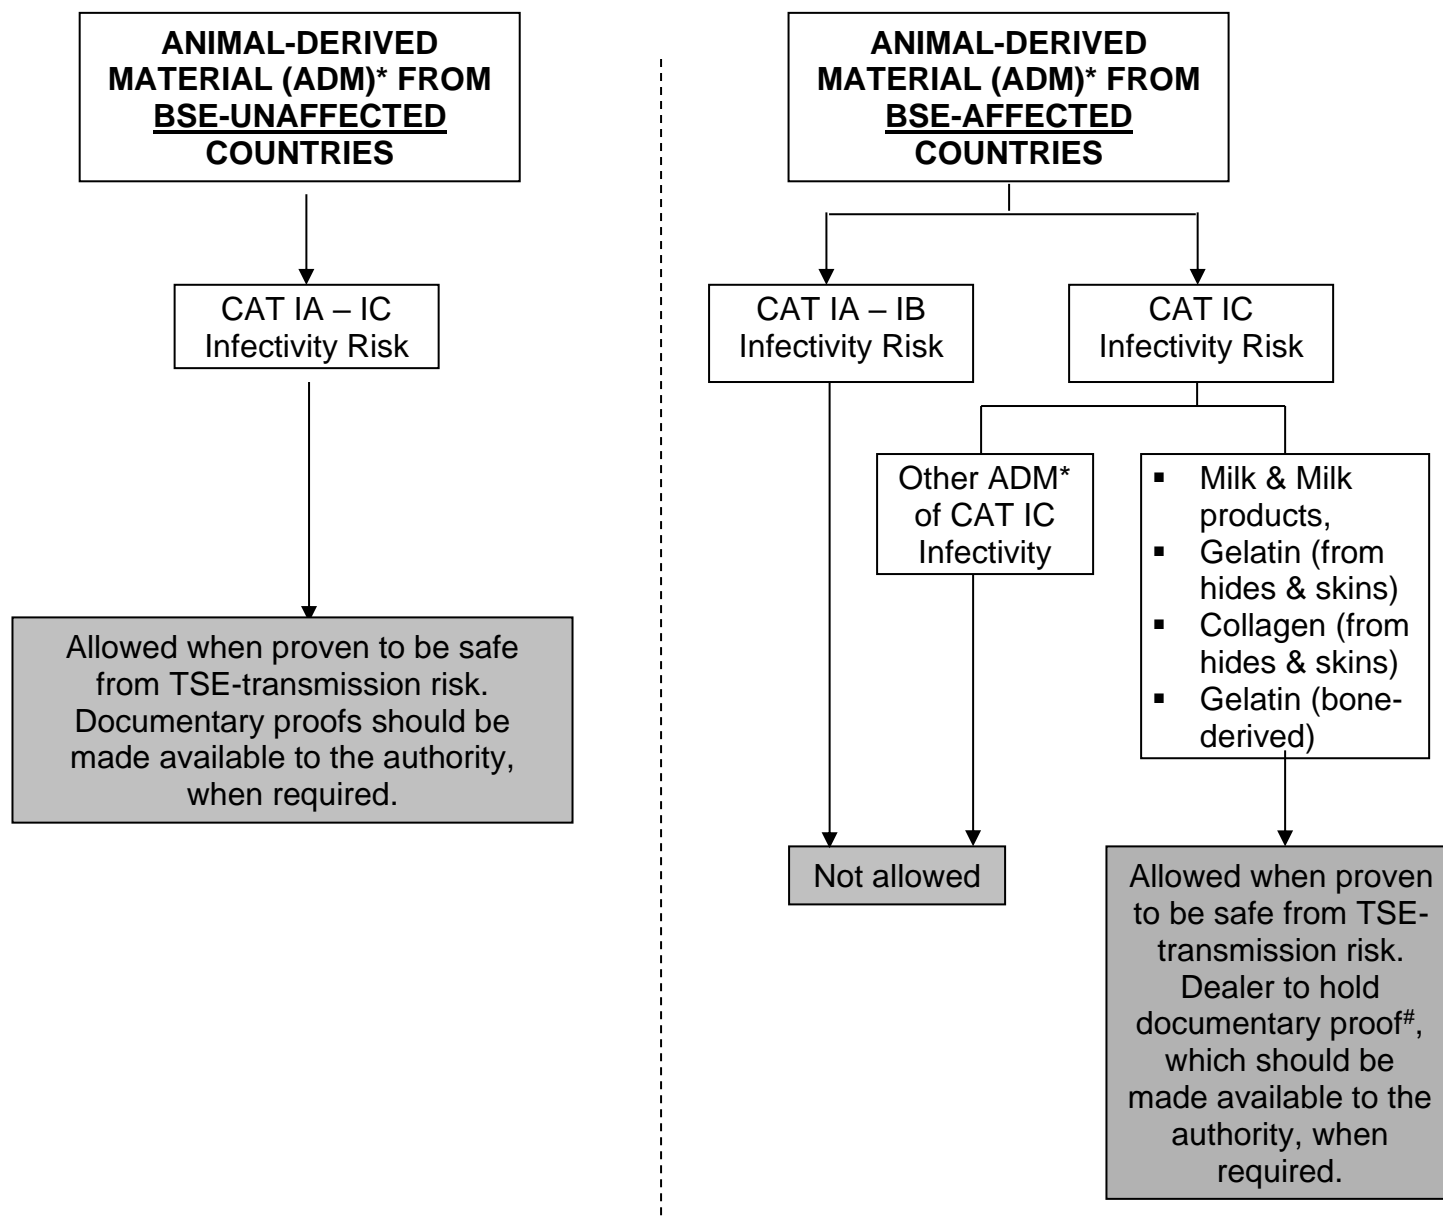 ANIMAL-DERIVED
MATERIAL (ADM)* FROM
BSE-UNAFFECTED
COUNTRIES
CAT IA – IC
Infectivity Risk
Allowed when proven to be safe
from TSE-transmission risk.
Documentary proofs should be
made available to the authority,
when required.
ANIMAL-DERIVED
MATERIAL (ADM)* FROM
BSE-AFFECTED
COUNTRIES
CAT IA – IB
Infectivity Risk
CAT IC
Infectivity Risk
Other ADM*
of CAT IC
Infectivity
▪ Milk & Milk
products,
▪ Gelatin (from
hides & skins)
▪ Collagen (from
hides & skins)
▪ Gelatin (bone-
derived)
Not allowed
Allowed when proven
to be safe from TSE-
transmission risk.
Dealer to hold
documentary proof#,
which should be
made available to the
authority, when
required.